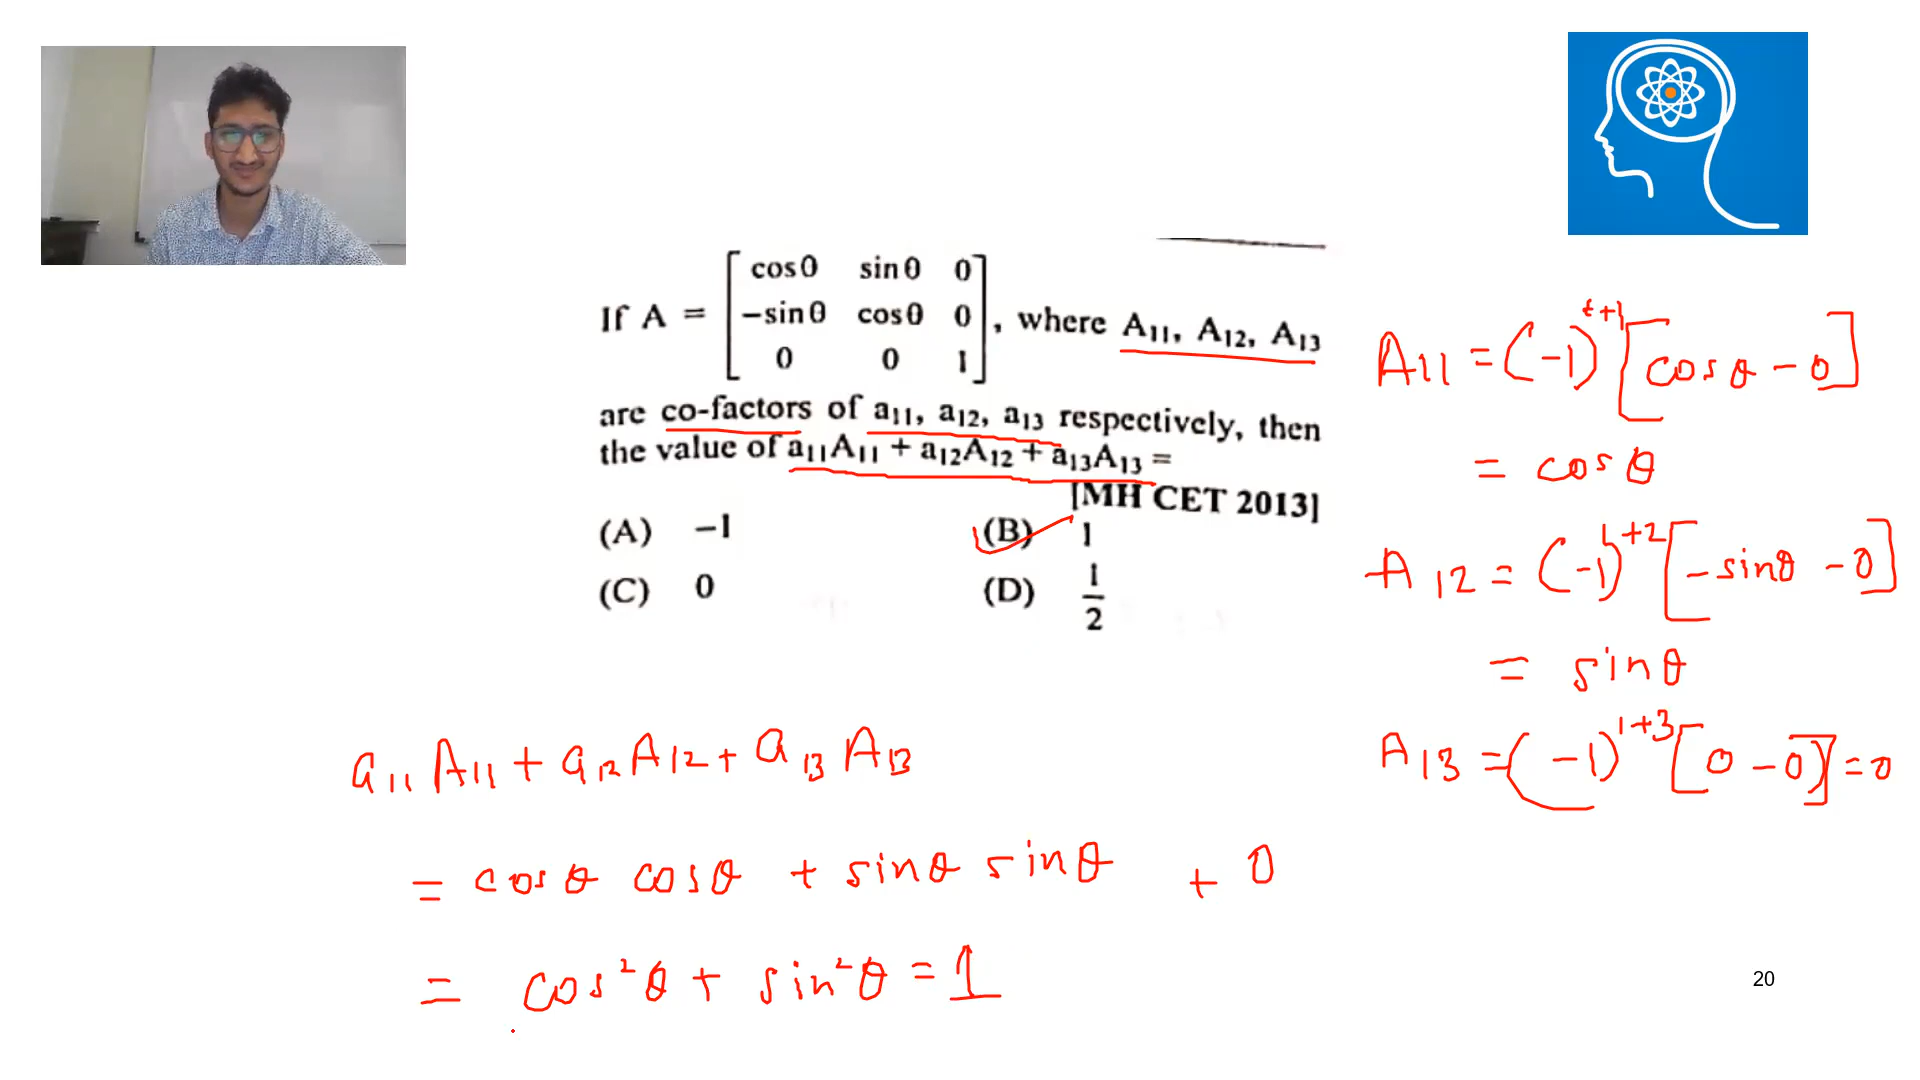 If A = [ cosθ sinθ 0
−sinθ cosθ 0
0 0 1 ], where A11, A12, A13
are co-factors of a11, a12, a13 respectively, then
the value of a11A11 + a12A12 + a13A13 =
[MH CET 2013]
(A) −1 (B) 1
(C) 0 (D) 1/2
A11 = (-1)^1+1 [cosθ - 0]
= cosθ
A12 = (-1)^1+2 [-sinθ - 0]
= sinθ
A13 = (-1)^1+3 [0 - 0] = 0
a11 A11 + a12 A12 + a13 A13
= cosθ cosθ + sinθ sinθ + 0
= cos²θ + sin²θ = 1
20